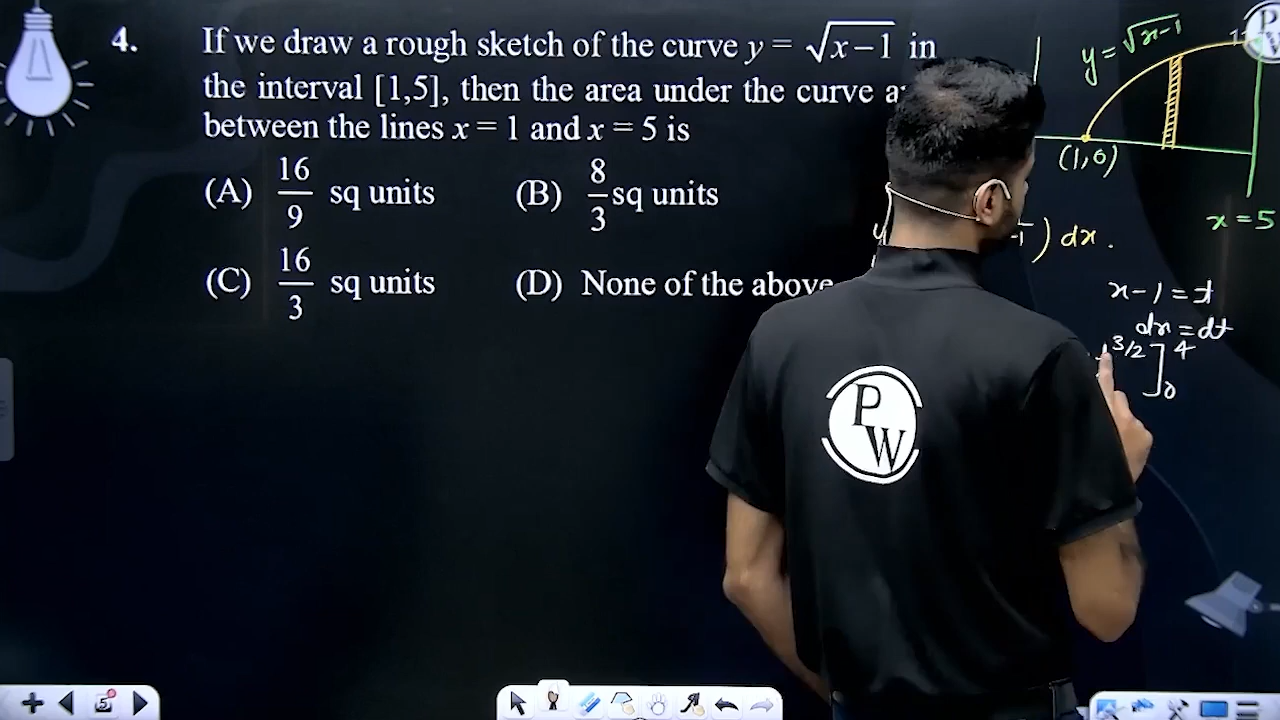 4. If we draw a rough sketch of the curve y = √x−1 in
the interval [1,5], then the area under the curve a
between the lines x = 1 and x = 5 is
(A) 16/9 sq units (B) 8/3 sq units
(C) 16/3 sq units (D) None of the above
y = √x-1
(1,0)
x = 5
) dx .
x-1 = t
dx = dt
3/2 ] 4
0
P
W
5